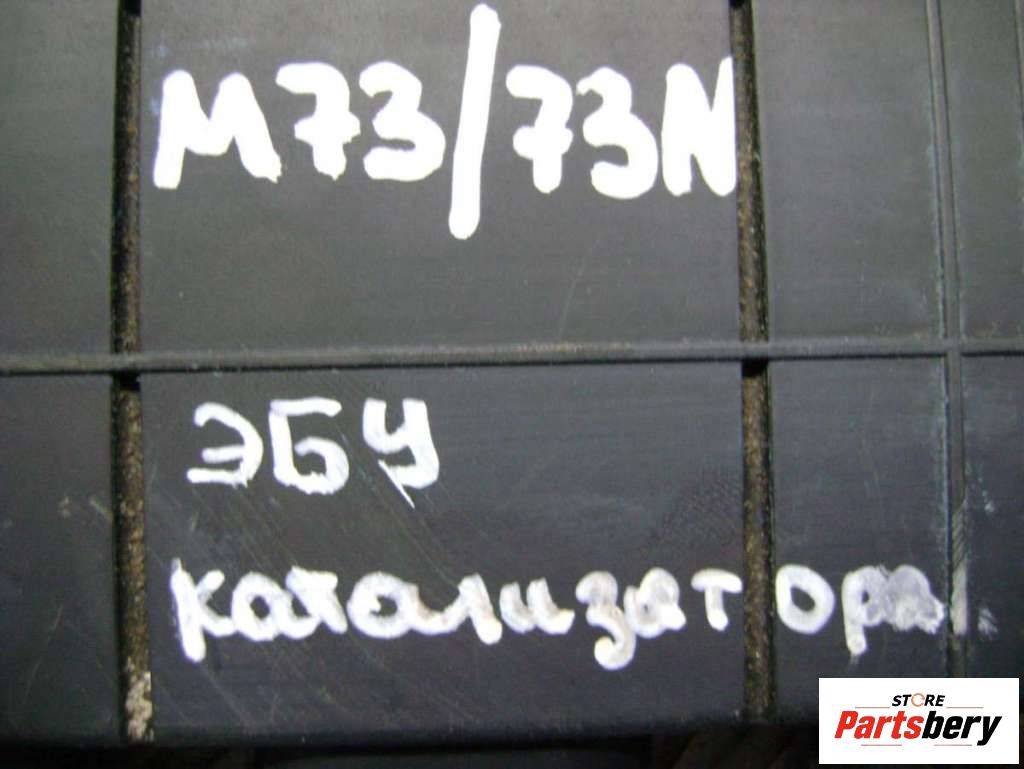 M73/73N
ЭБУ
катализатора
STORE
Partsbery